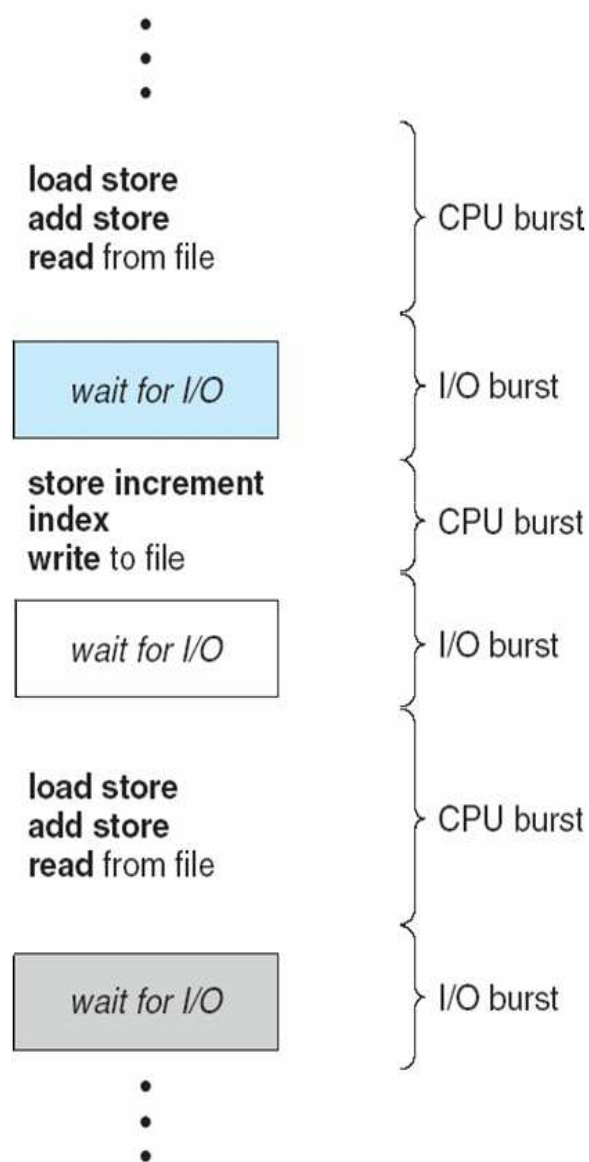 load store
add store
read from file
CPU burst
wait for I/O
I/O burst
store increment
index
write to file
CPU burst
wait for I/O
I/O burst
load store
add store
read from file
CPU burst
wait for I/O
I/O burst